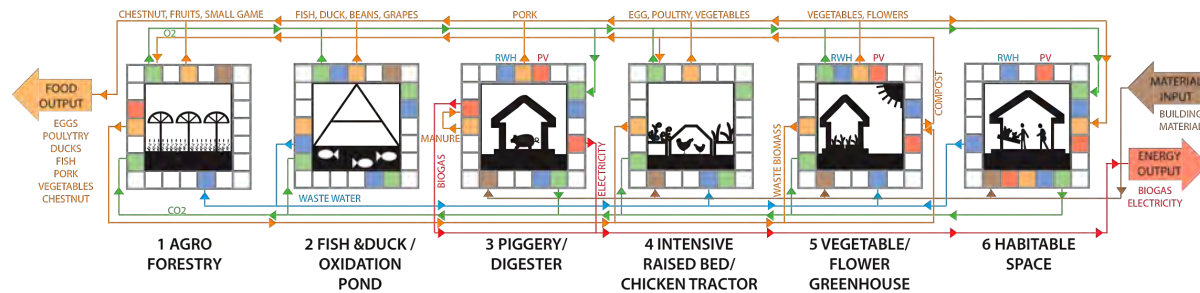 CHESTNUT, FRUITS, SMALL GAME
FISH, DUCK, BEANS, GRAPES
PORK
EGG, POULTRY, VEGETABLES
VEGETABLES, FLOWERS
O2
RWH
PV
RWH
PV
RWH
PV
FOOD
OUTPUT
EGGS
POULYTRY
DUCKS
FISH
PORK
VEGETABLES
CHESTNUT
MANURE
BIOGAS
ELECTRICITY
WASTE BIOMASS
COMPOST
MATERIAL
INPUT
BUILDING
MATERIAL
ENERGY
OUTPUT
BIOGAS
ELECTRICITY
WASTE WATER
CO2
1 AGRO
FORESTRY
2 FISH &DUCK /
OXIDATION
POND
3 PIGGERY/
DIGESTER
4 INTENSIVE
RAISED BED/
CHICKEN TRACTOR
5 VEGETABLE/
FLOWER
GREENHOUSE
6 HABITABLE
SPACE